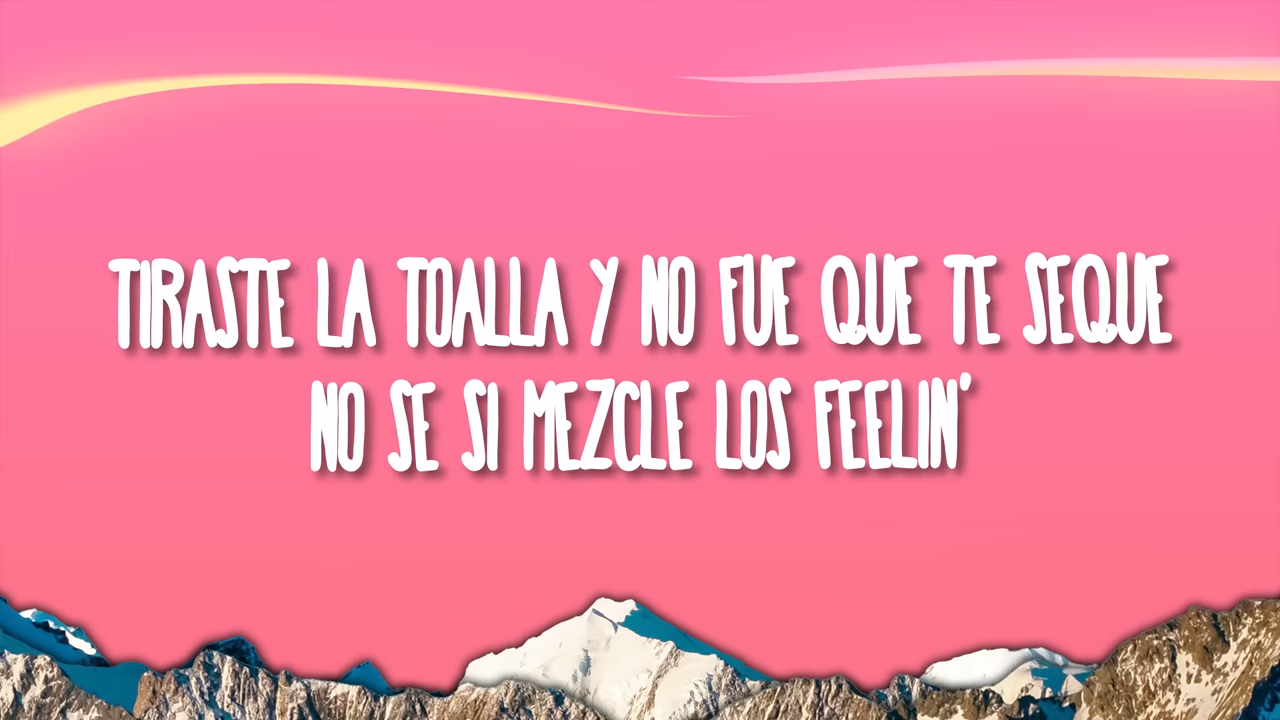 TIRASTE LA TOALLA Y NO FUE QUE TE SEQUE
NO SE SI MEZCLE LOS FEELIN'